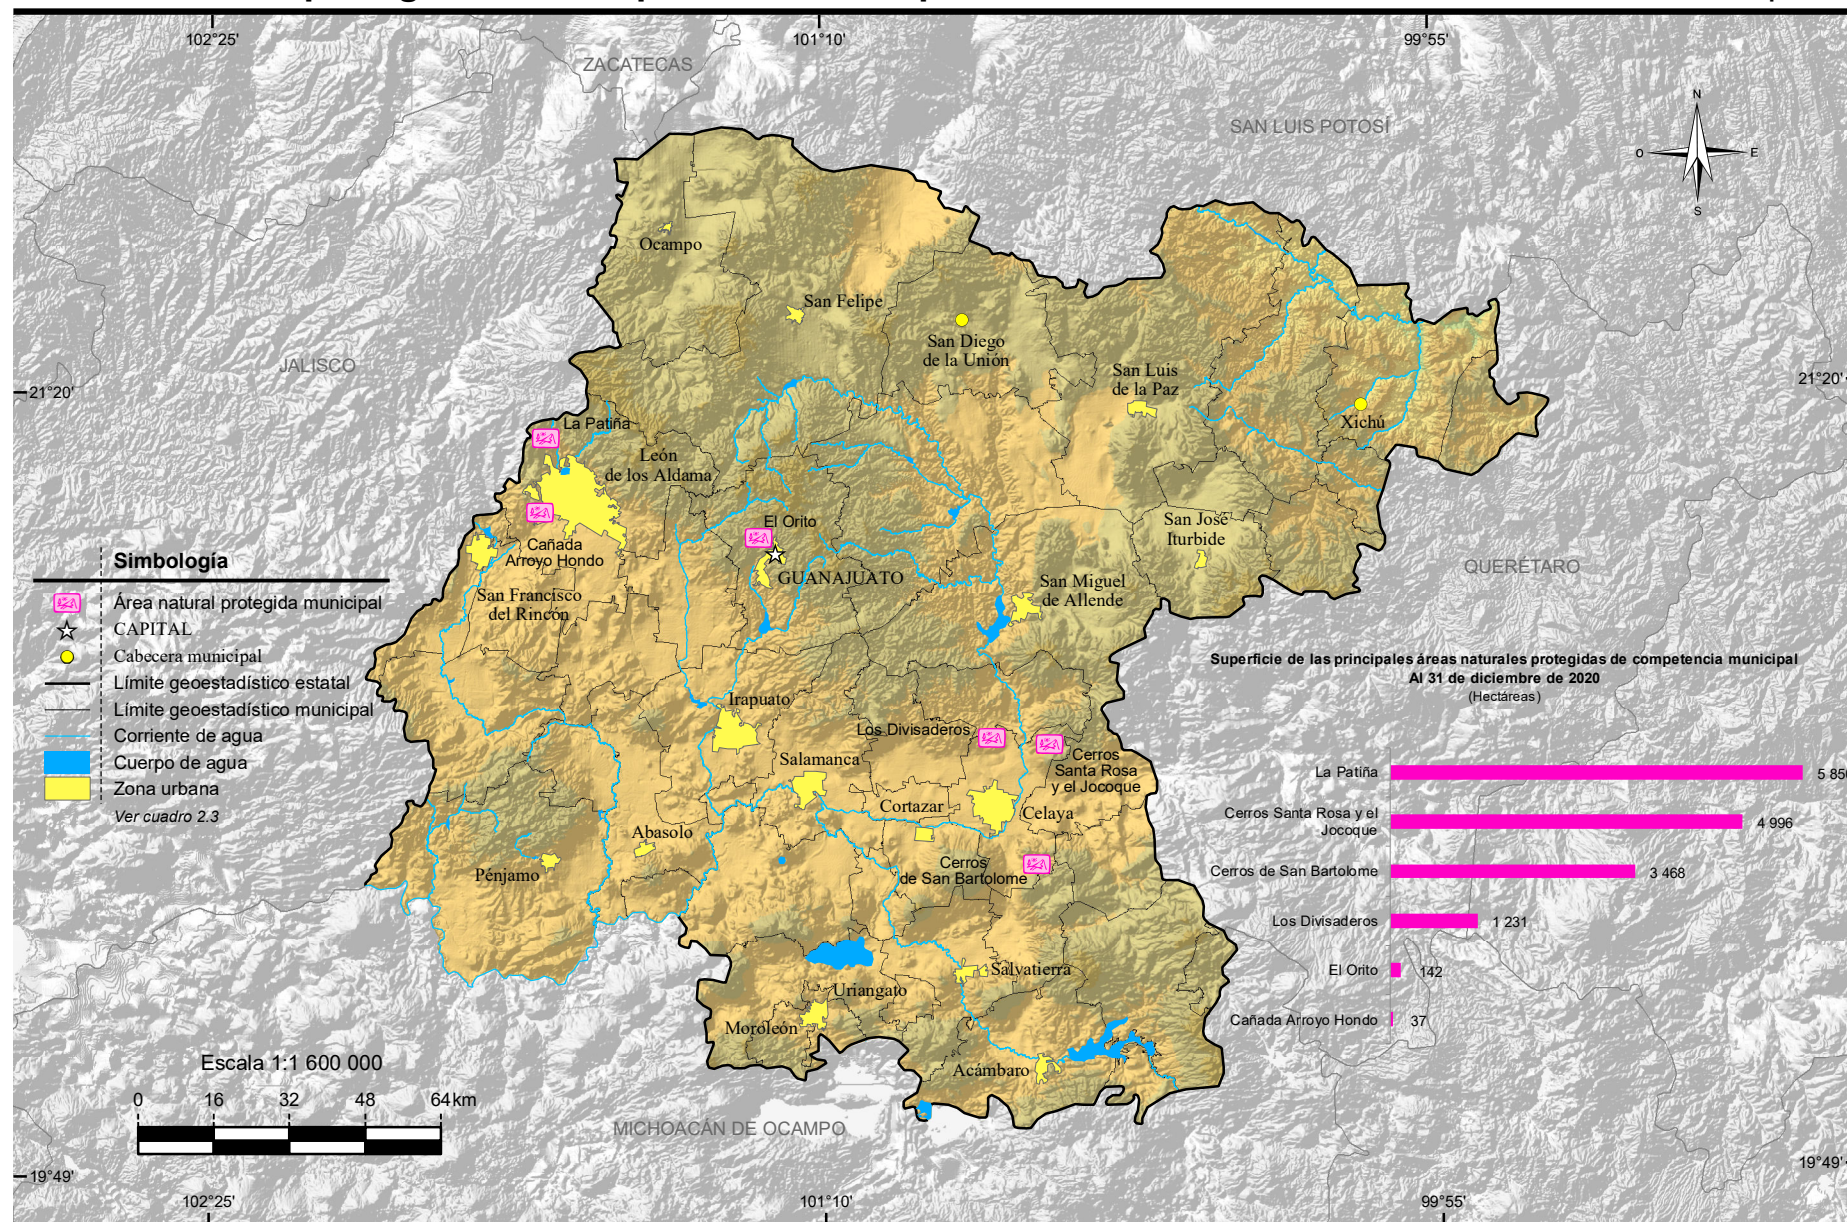 102°25'
101°10'
99°55'
ZACATECAS
SAN LUIS POTOSÍ
N
O
E
S
Ocampo
San Felipe
San Diego
de la Unión
JALISCO
San Luis
de la Paz
21°20'
21°20'
Xichú
La Patiña
León
de los Aldama
El Orito
San José
Iturbide
Cañada
Arroyo Hondo
GUANAJUATO
QUERÉTARO
San Miguel
de Allende
San Francisco
del Rincón
Simbología
Área natural protegida municipal
CAPITAL
Cabecera municipal
Límite geoestadístico estatal
Límite geoestadístico municipal
Corriente de agua
Cuerpo de agua
Zona urbana
Ver cuadro 2.3
Superficie de las principales áreas naturales protegidas de competencia municipal
Al 31 de diciembre de 2020
(Hectáreas)
Irapuato
Los Divisaderos
Salamanca
Cerros
Santa Rosa
y el Jocoque
Cortazar
Celaya
Abasolo
Pénjamo
Cerros
de San Bartolome
Salvatierra
Uriangato
Moroleón
Acámbaro
La Patiña
Cerros Santa Rosa y el
Jocoque
4 996
Cerros de San Bartolome
3 468
Los Divisaderos
1 231
El Orito
142
Cañada Arroyo Hondo
37
Escala 1:1 600 000
0 16 32 48 64 km
MICHOACÁN DE OCAMPO
19°49'
19°49'
102°25'
101°10'
99°55'